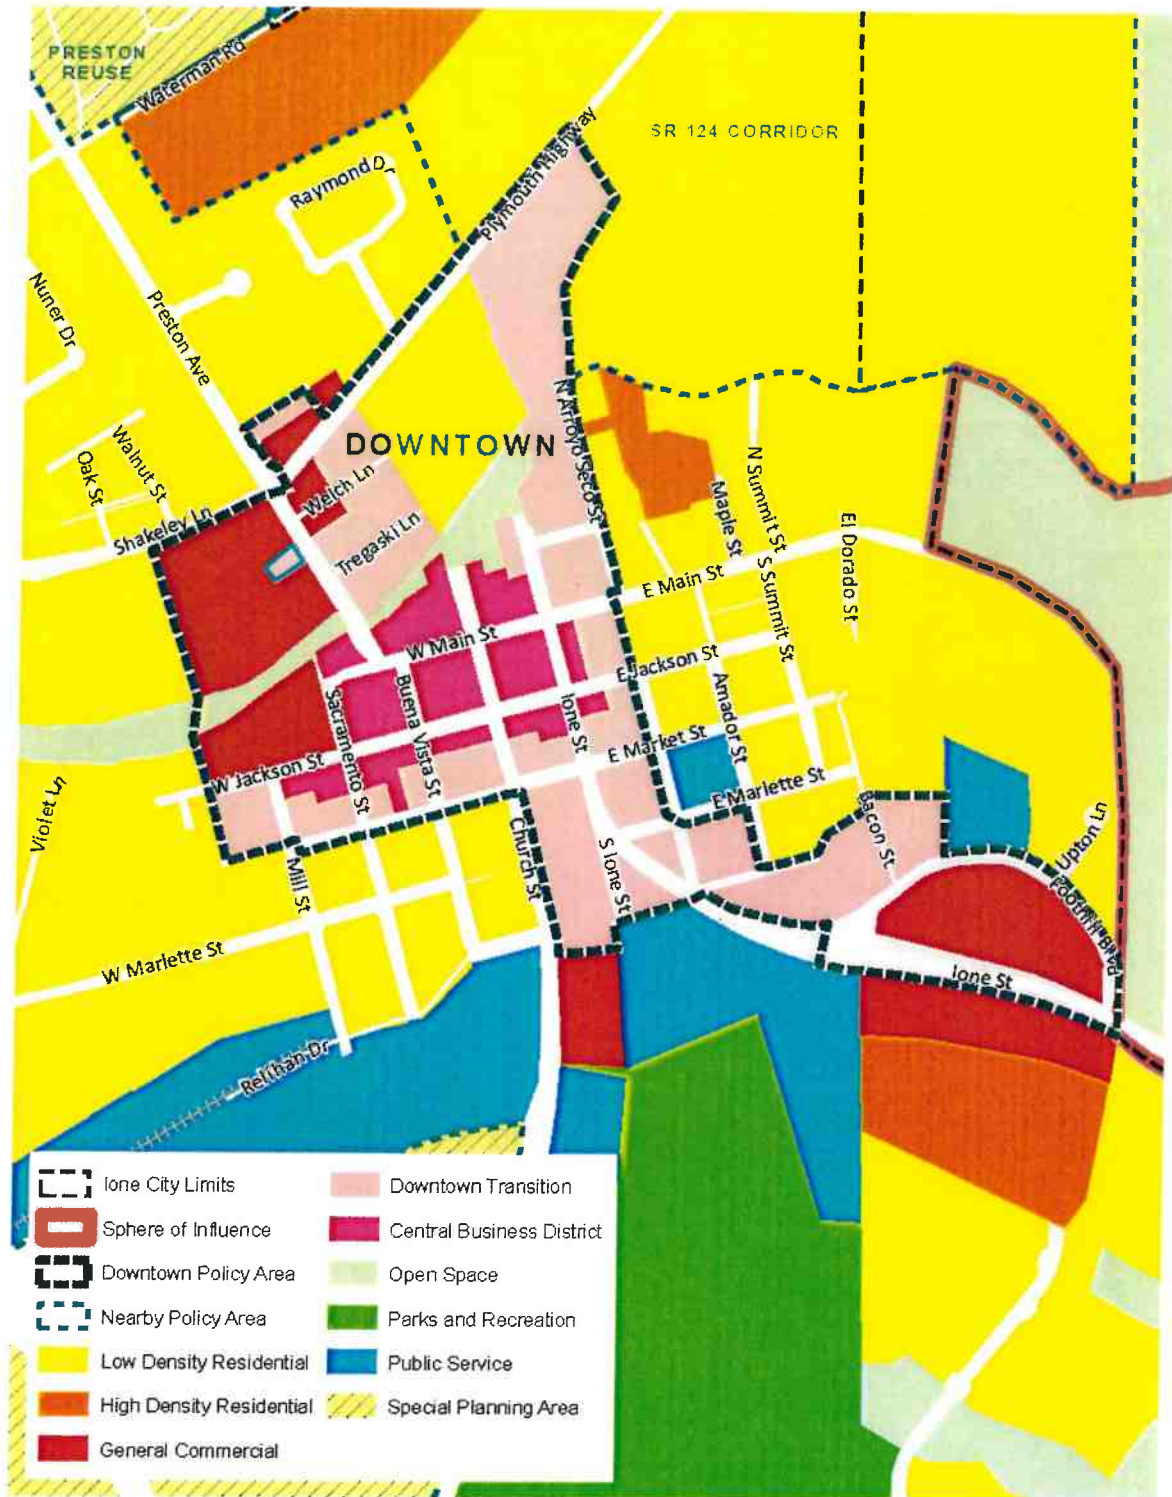 PRESTON
REUSE
Waterman Rd
SR 124 CORRIDOR
Plymouth Highway
Raymond Dr
Nuner Dr
Preston Ave
N Arroyo Seco St
DOWNTOWN
Walnut St
Oak St
Welch Ln
Shakeley Ln
Tregaski Ln
Maple St
N Summit St
El Dorado St
E Main St
S Summit St
W Main St
E Jackson St
Buena Vista St
Sacramento St
Ione St
Amador St
E Market St
W Jackson St
E Marlette St
Violet Ln
Bacon St
Upton Ln
Church St
S Ione St
Mill St
W Marlette St
Ione St
Relihan Dr
Ione City Limits
Sphere of Influence
Downtown Policy Area
Nearby Policy Area
Low Density Residential
High Density Residential
General Commercial
Downtown Transition
Central Business District
Open Space
Parks and Recreation
Public Service
Special Planning Area